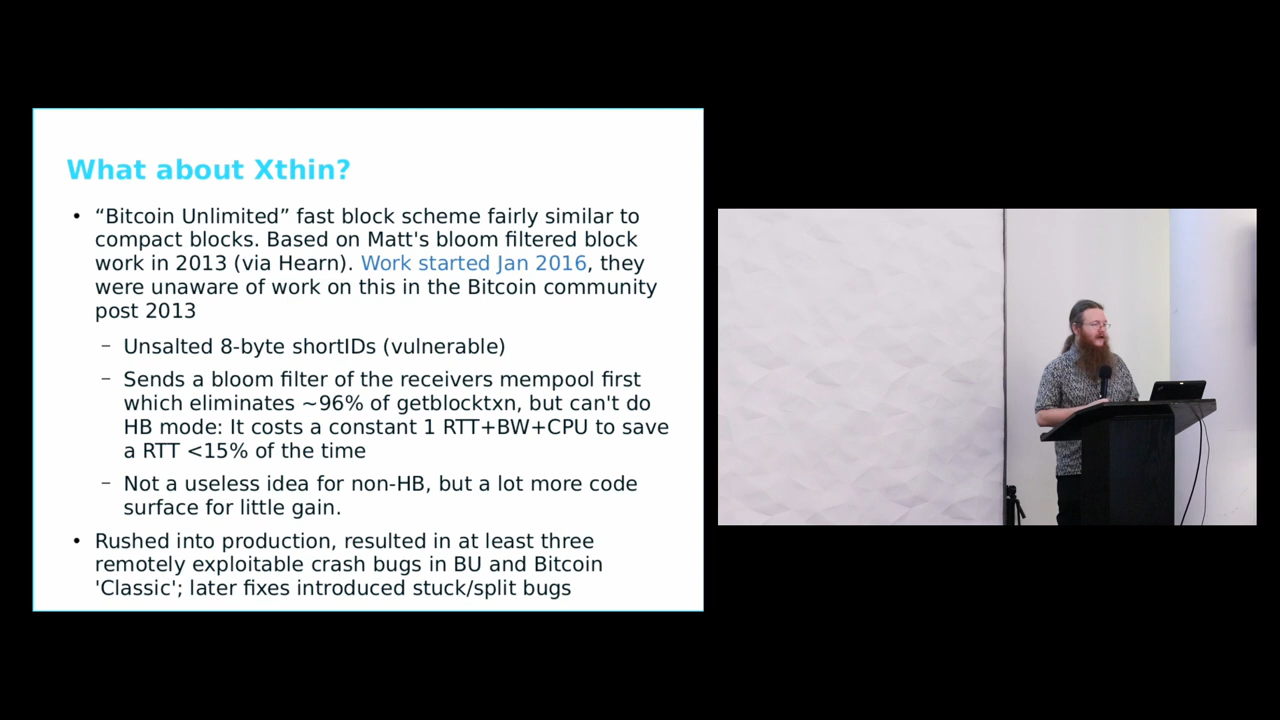 What about Xthin?
• “Bitcoin Unlimited” fast block scheme fairly similar to
compact blocks. Based on Matt's bloom filtered block
work in 2013 (via Hearn). Work started Jan 2016, they
were unaware of work on this in the Bitcoin community
post 2013
– Unsalted 8-byte shortIDs (vulnerable)
– Sends a bloom filter of the receivers mempool first
which eliminates ~96% of getblocktxn, but can't do
HB mode: It costs a constant 1 RTT+BW+CPU to save
a RTT <15% of the time
– Not a useless idea for non-HB, but a lot more code
surface for little gain.
• Rushed into production, resulted in at least three
remotely exploitable crash bugs in BU and Bitcoin
'Classic'; later fixes introduced stuck/split bugs